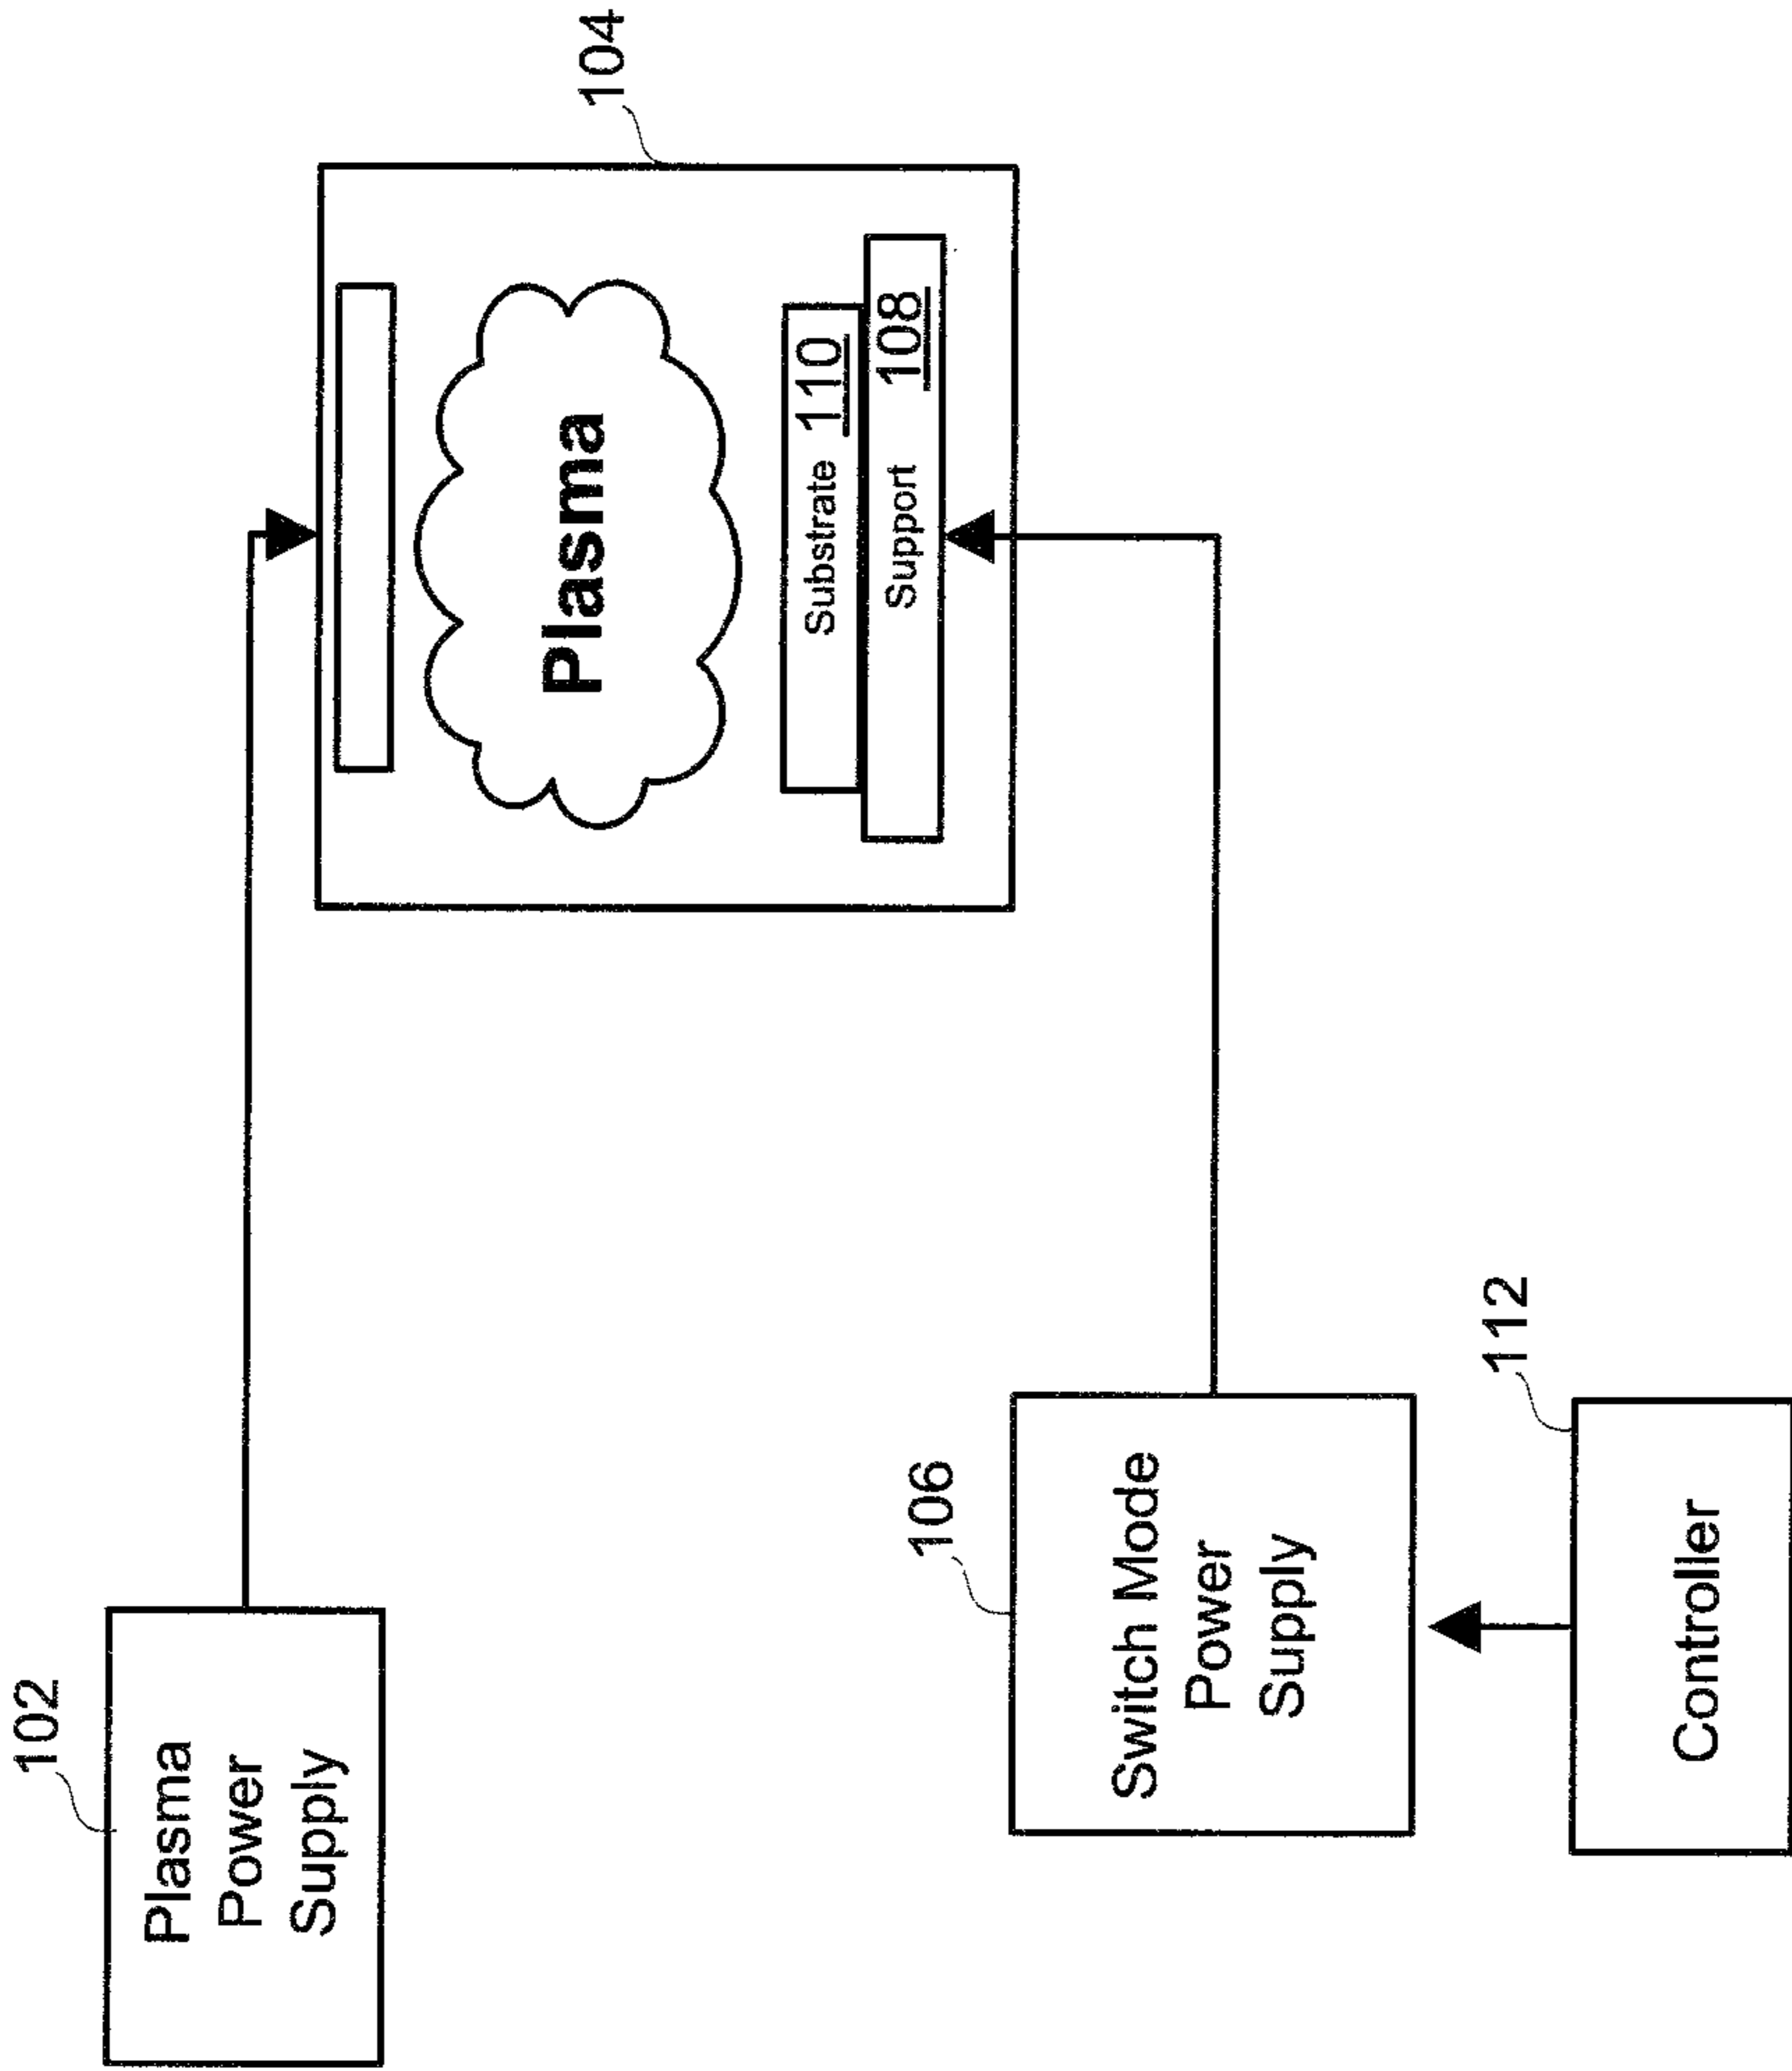 102
Plasma
Power
Supply
104
Plasma
Substrate 110
Support 108
106
Switch Mode
Power
Supply
112
Controller